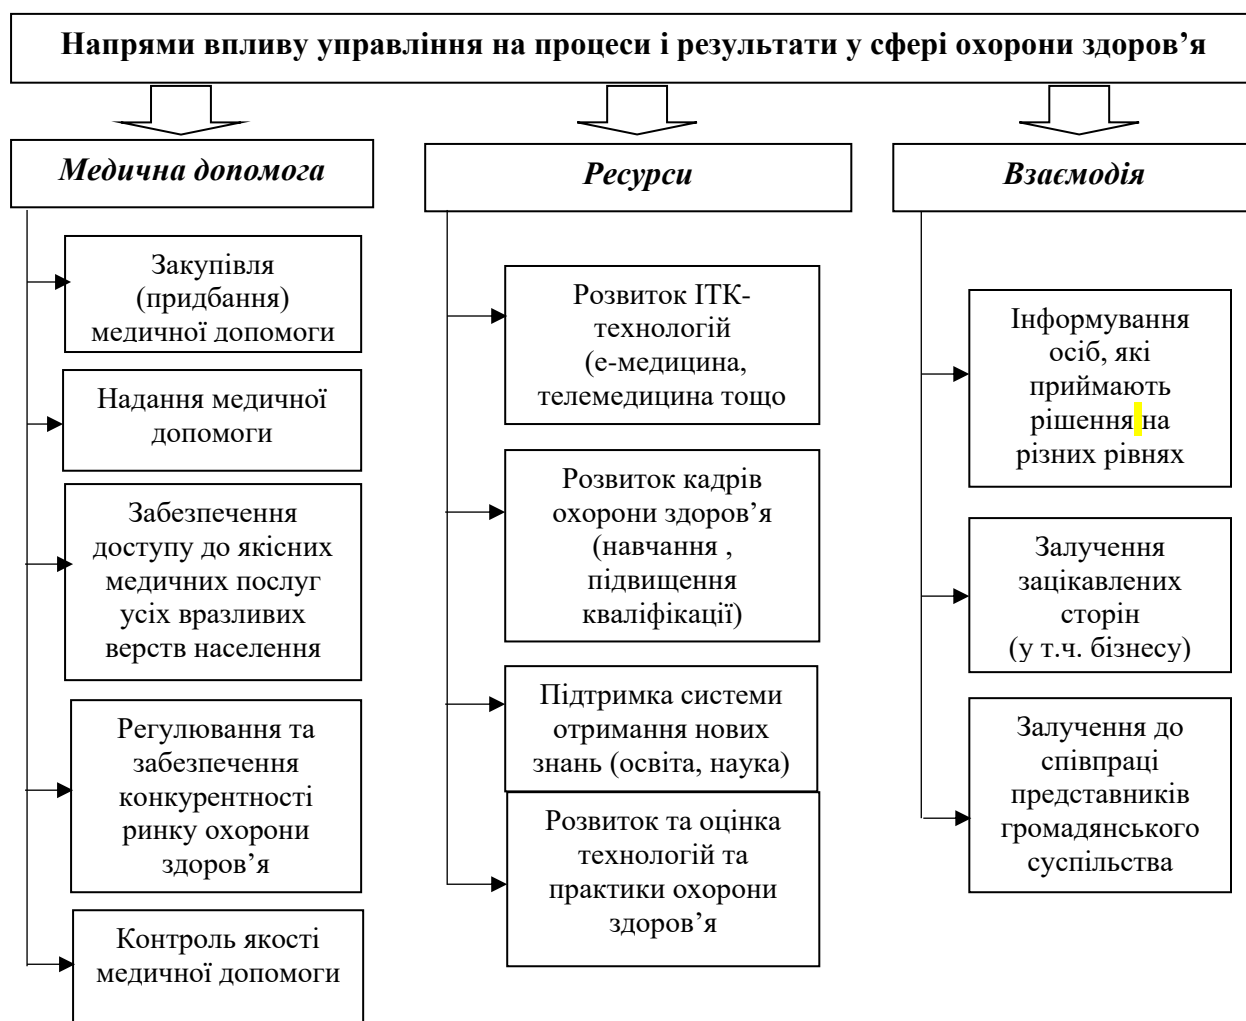 Напрями впливу управління на процеси і результати у сфері охорони здоров’я
Медична допомога
Закупівля
(придбання)
медичної допомоги
Надання медичної
допомоги
Забезпечення
доступу до якісних
медичних послуг
усіх вразливих
верств населення
Регулювання та
забезпечення
конкурентності
ринку охорони
здоров’я
Контроль якості
медичної допомоги
Ресурси
Розвиток ІТК-
технологій
(е-медицина,
телемедицина тощо
Розвиток кадрів
охорони здоров’я
(навчання ,
підвищення
кваліфікації)
Підтримка системи
отримання нових
знань (освіта, наука)
Розвиток та оцінка
технологій та
практики охорони
здоров’я
Взаємодія
Інформування
осіб, які
приймають
рішення на
різних рівнях
Залучення
зацікавлених
сторін
(у т.ч. бізнесу)
Залучення до
співпраці
представників
громадянського
суспільства